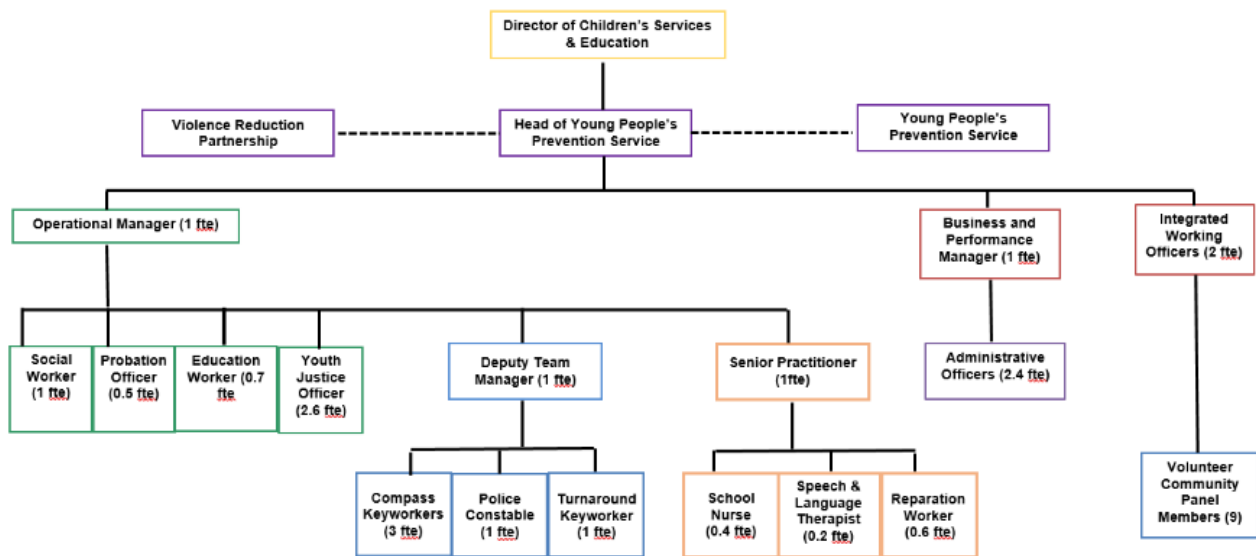 Director of Children's Services
& Education
Violence Reduction
Partnership
Head of Young People's
Prevention Service
Young People's
Prevention Service
Operational Manager (1 fte)
Business and
Performance
Manager (1 fte)
Integrated
Working
Officers (2 fte)
Social
Worker
(1 fte)
Probation
Officer
(0.5 fte)
Education
Worker (0.7
fte
Youth
Justice
Officer
(2.6 fte)
Deputy Team
Manager (1 fte)
Senior Practitioner
(1fte)
Administrative
Officers (2.4 fte)
Compass
Keyworkers
(3 fte)
Police
Constable
(1 fte)
Turnaround
Keyworker
(1 fte)
School
Nurse
(0.4 fte)
Speech &
Language
Therapist
(0.2 fte)
Reparation
Worker
(0.6 fte)
Volunteer
Community
Panel
Members (9)